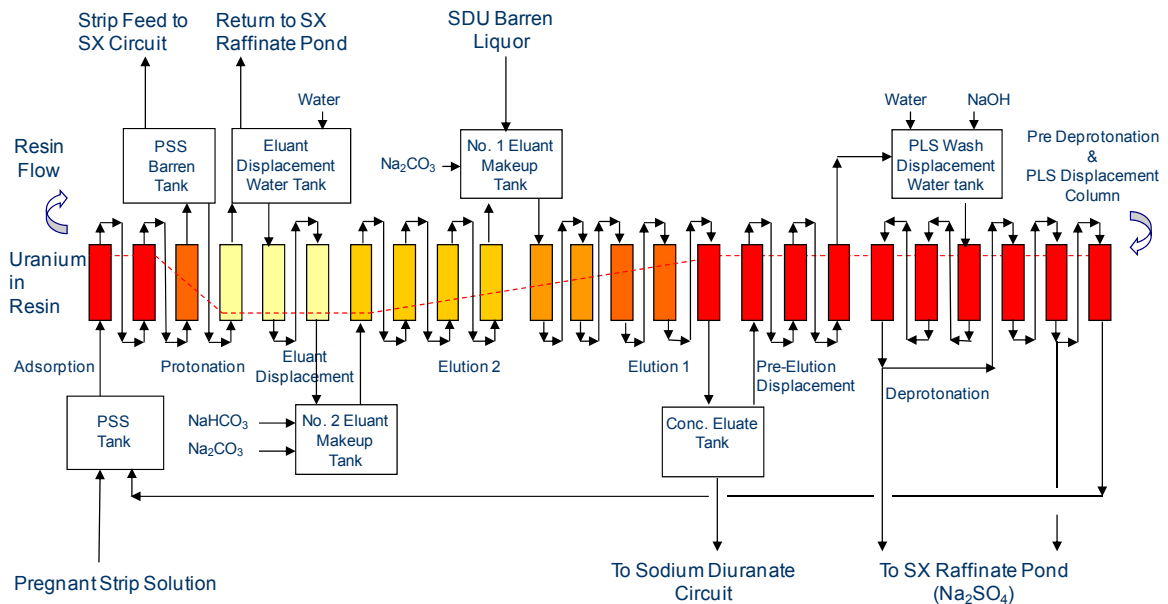 Strip Feed to
SX Circuit
Return to SX
Raffinate Pond
SDU Barren
Liquor
Water
Water
NaOH
Resin
Flow
PSS
Barren
Tank
Eluant
Displacement
Water Tank
Na₂CO₃
No. 1 Eluant
Makeup
Tank
PLS Wash
Displacement
Water tank
Pre Deprotonation
&
PLS Displacement
Column
Uranium
in
Resin
Adsorption
Protonation
Eluant
Displacement
Elution 2
Elution 1
Pre-Elution
Displacement
Deprotonation
PSS
Tank
NaHCO₃
Na₂CO₃
No. 2 Eluant
Makeup
Tank
Conc. Eluate
Tank
Pregnant Strip Solution
To Sodium Diuranate
Circuit
To SX Raffinate Pond
(Na₂SO₄)